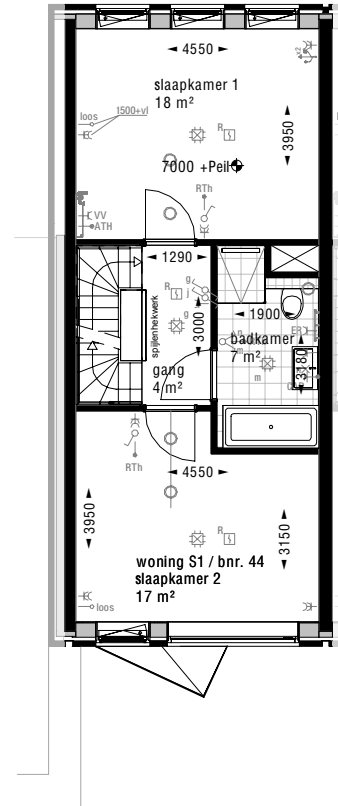 4550
x2
slaapkamer 1
18 m²
loos
1500+vl
R
3950
7000 +Peil
RTh
VV
ATH
1290
g
j
R
spijlenhekwerk
3000
1900
badkamer
7 m²
m
ER
3180
gang
4 m²
m
RTh
4550
3950
R
3150
woning S1 / bnr. 44
slaapkamer 2
17 m²
loos